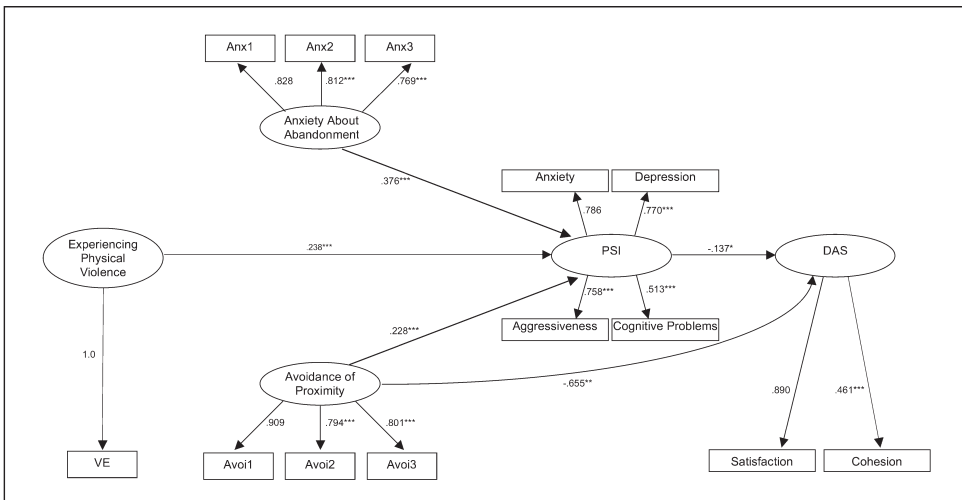 Anx1 Anx2 Anx3
.828 .812*** .769***
Anxiety About
Abandonment
.376***
Anxiety Depression
.786 .770***
Experiencing
Physical
Violence
.238***
PSI
-.137*
DAS
.758*** .513***
Aggressiveness Cognitive Problems
.228***
1.0
Avoidance of
Proximity
-.655**
.890 .461***
.909 .794*** .801***
VE
Avoi1 Avoi2 Avoi3
Satisfaction Cohesion